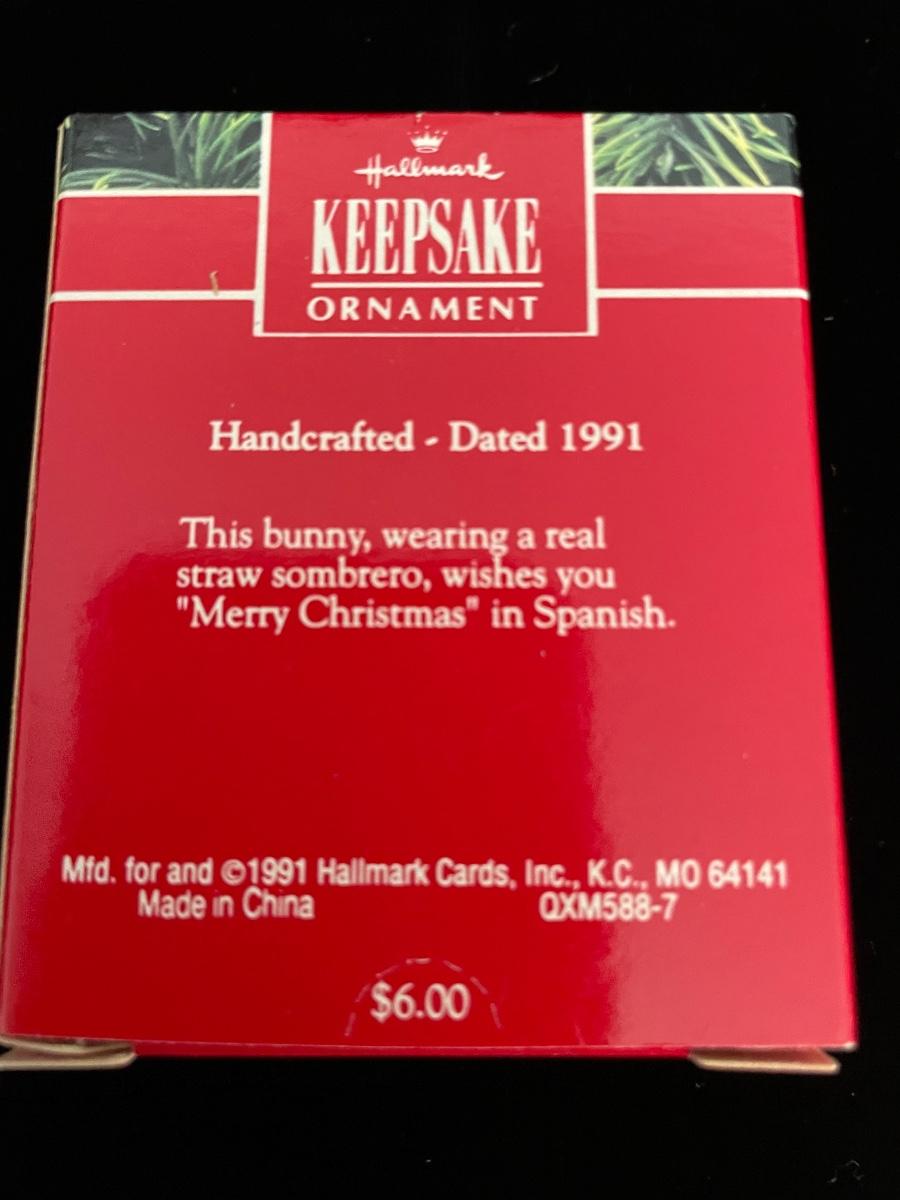 Hallmark
KEEPSAKE
ORNAMENT
Handcrafted - Dated 1991
This bunny, wearing a real
straw sombrero, wishes you
"Merry Christmas" in Spanish.
Mfd. for and ©1991 Hallmark Cards, Inc., K.C., MO 64141
Made in China QXM588-7
$6.00